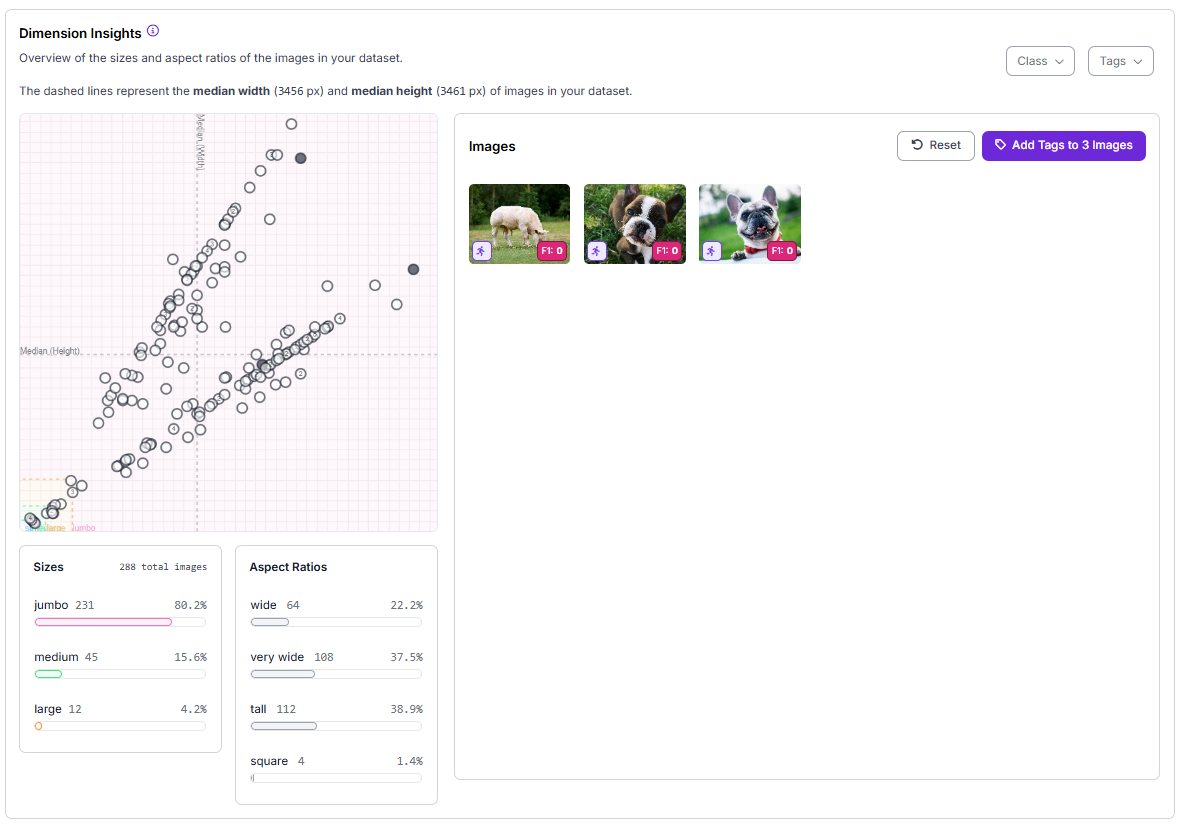 Dimension Insights
Overview of the sizes and aspect ratios of the images in your dataset.
Class
Tags
The dashed lines represent the median width (3456 px) and median height (3461 px) of images in your dataset.
Median (Width)
Median (Height)
large
jumbo
Images
Reset
Add Tags to 3 Images
F1: 0
F1: 0
F1: 0
Sizes
288 total images
jumbo 231 80.2%
medium 45 15.6%
large 12 4.2%
Aspect Ratios
wide 64 22.2%
very wide 108 37.5%
tall 112 38.9%
square 4 1.4%